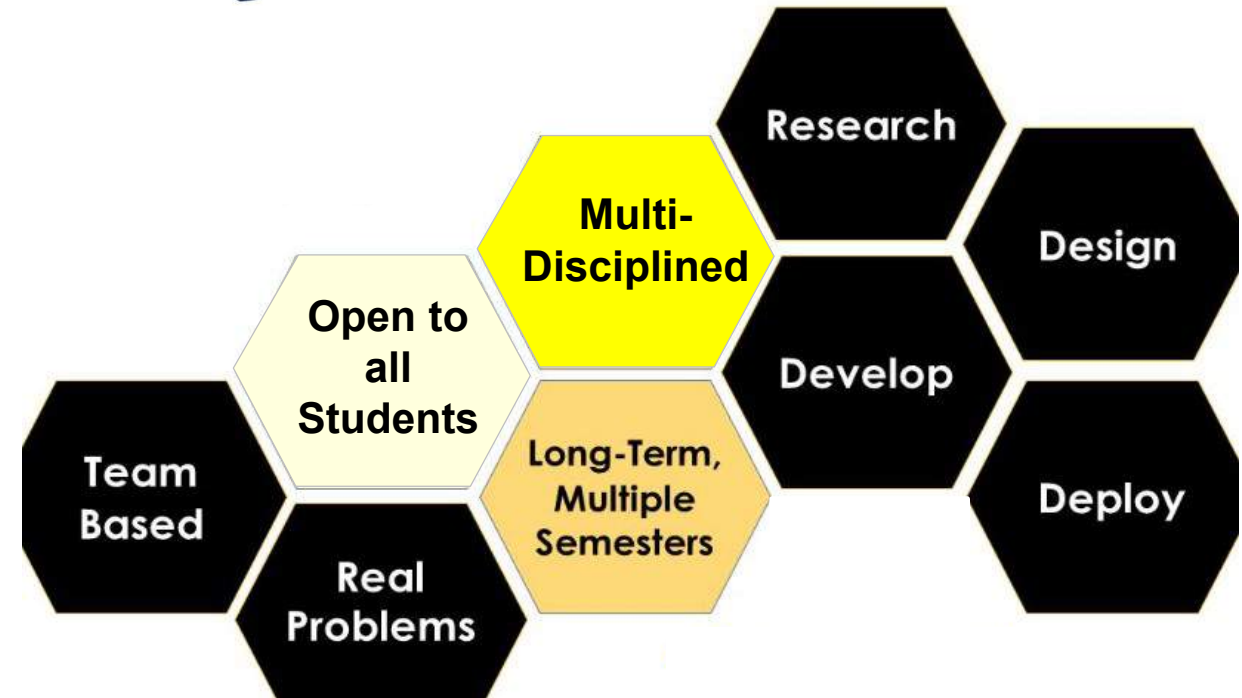 Research
Multi-
Disciplined
Design
Open to
all
Students
Develop
Team
Based
Long-Term,
Multiple
Semesters
Deploy
Real
Problems